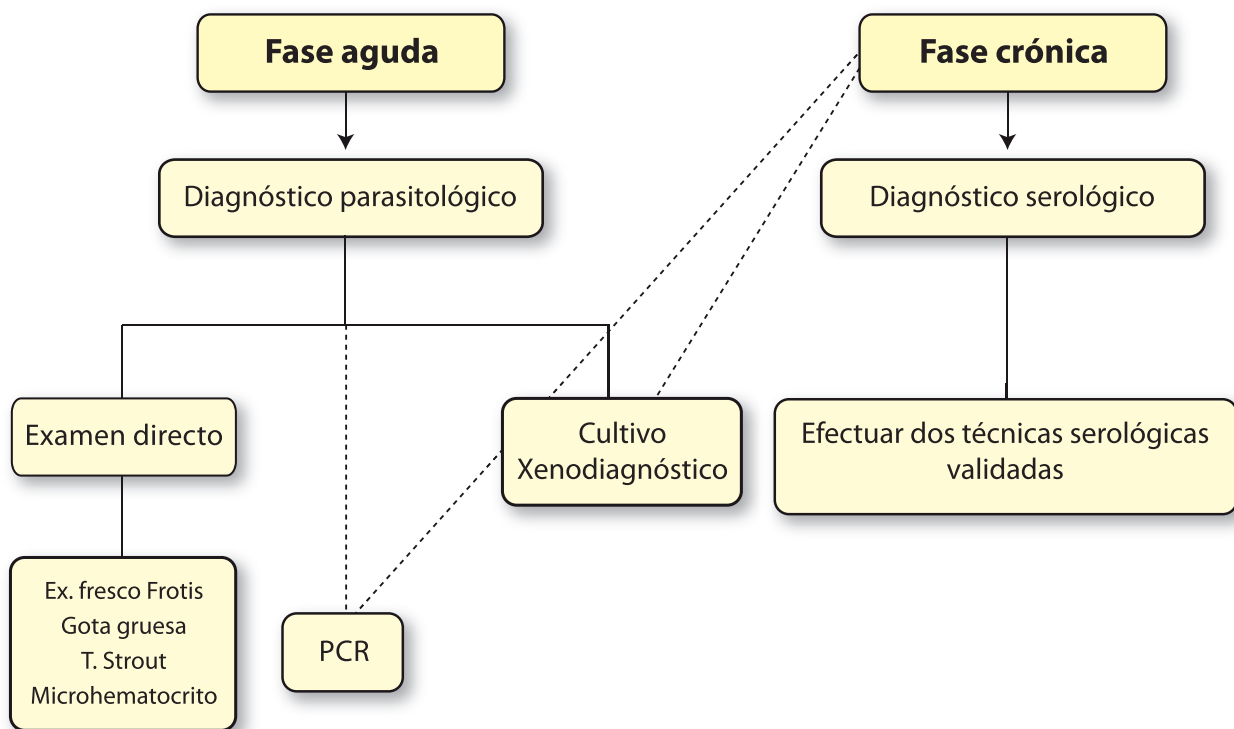 Fase aguda
Fase crónica
Diagnóstico parasitológico
Diagnóstico serológico
Examen directo
Cultivo
Xenodiagnóstico
Efectuar dos técnicas serológicas
validadas
Ex. fresco Frotis
Gota gruesa
T. Strout
Microhematocrito
PCR